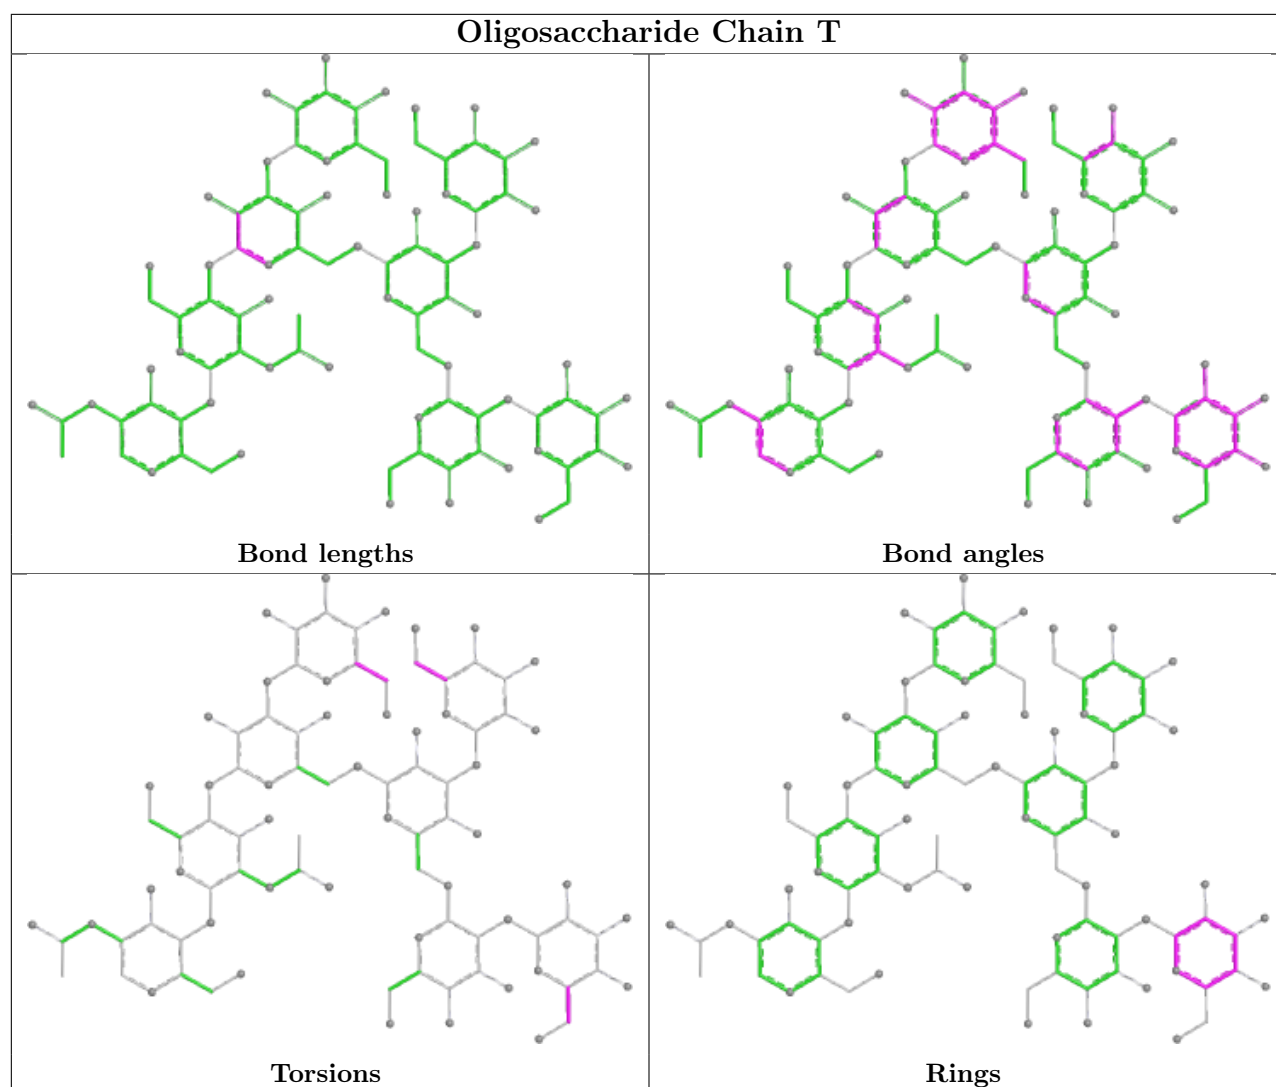 Oligosaccharide Chain T
Bond lengths
Bond angles
Torsions
Rings